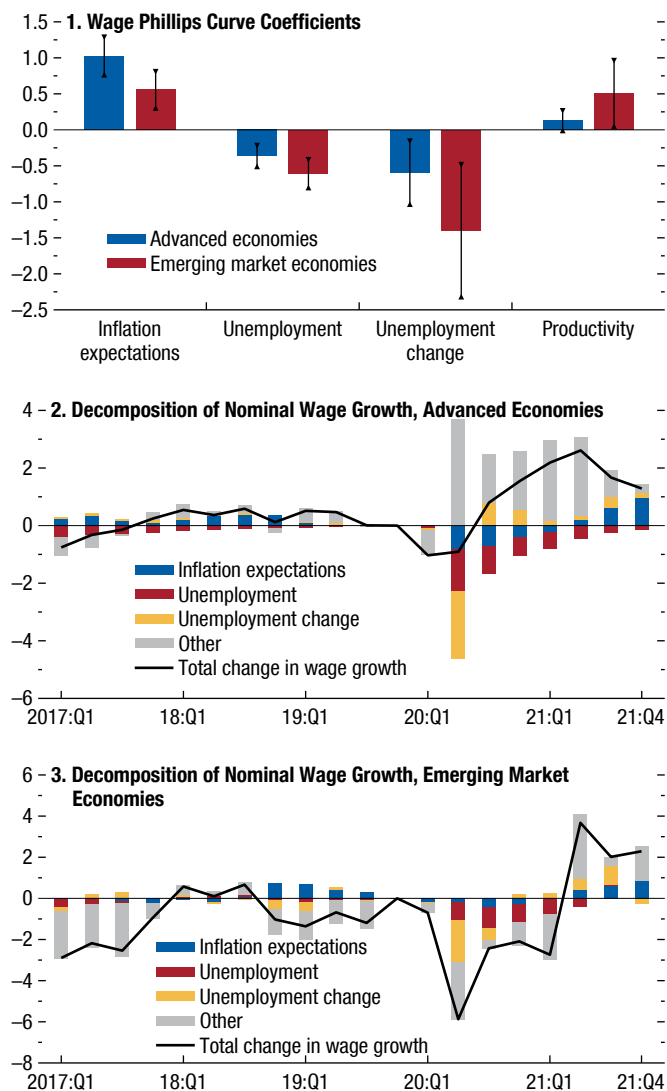 1. Wage Phillips Curve Coefficients
1.5
1.0
0.5
0.0
–0.5
–1.0
–1.5
–2.0
–2.5
Advanced economies
Emerging market economies
Inflation expectations
Unemployment
Unemployment change
Productivity
2. Decomposition of Nominal Wage Growth, Advanced Economies
4
2
0
–2
–4
–6
Inflation expectations
Unemployment
Unemployment change
Other
Total change in wage growth
2017:Q1
18:Q1
19:Q1
20:Q1
21:Q1
21:Q4
3. Decomposition of Nominal Wage Growth, Emerging Market
Economies
6
4
2
0
–2
–4
–6
–8
Inflation expectations
Unemployment
Unemployment change
Other
Total change in wage growth
2017:Q1
18:Q1
19:Q1
20:Q1
21:Q1
21:Q4